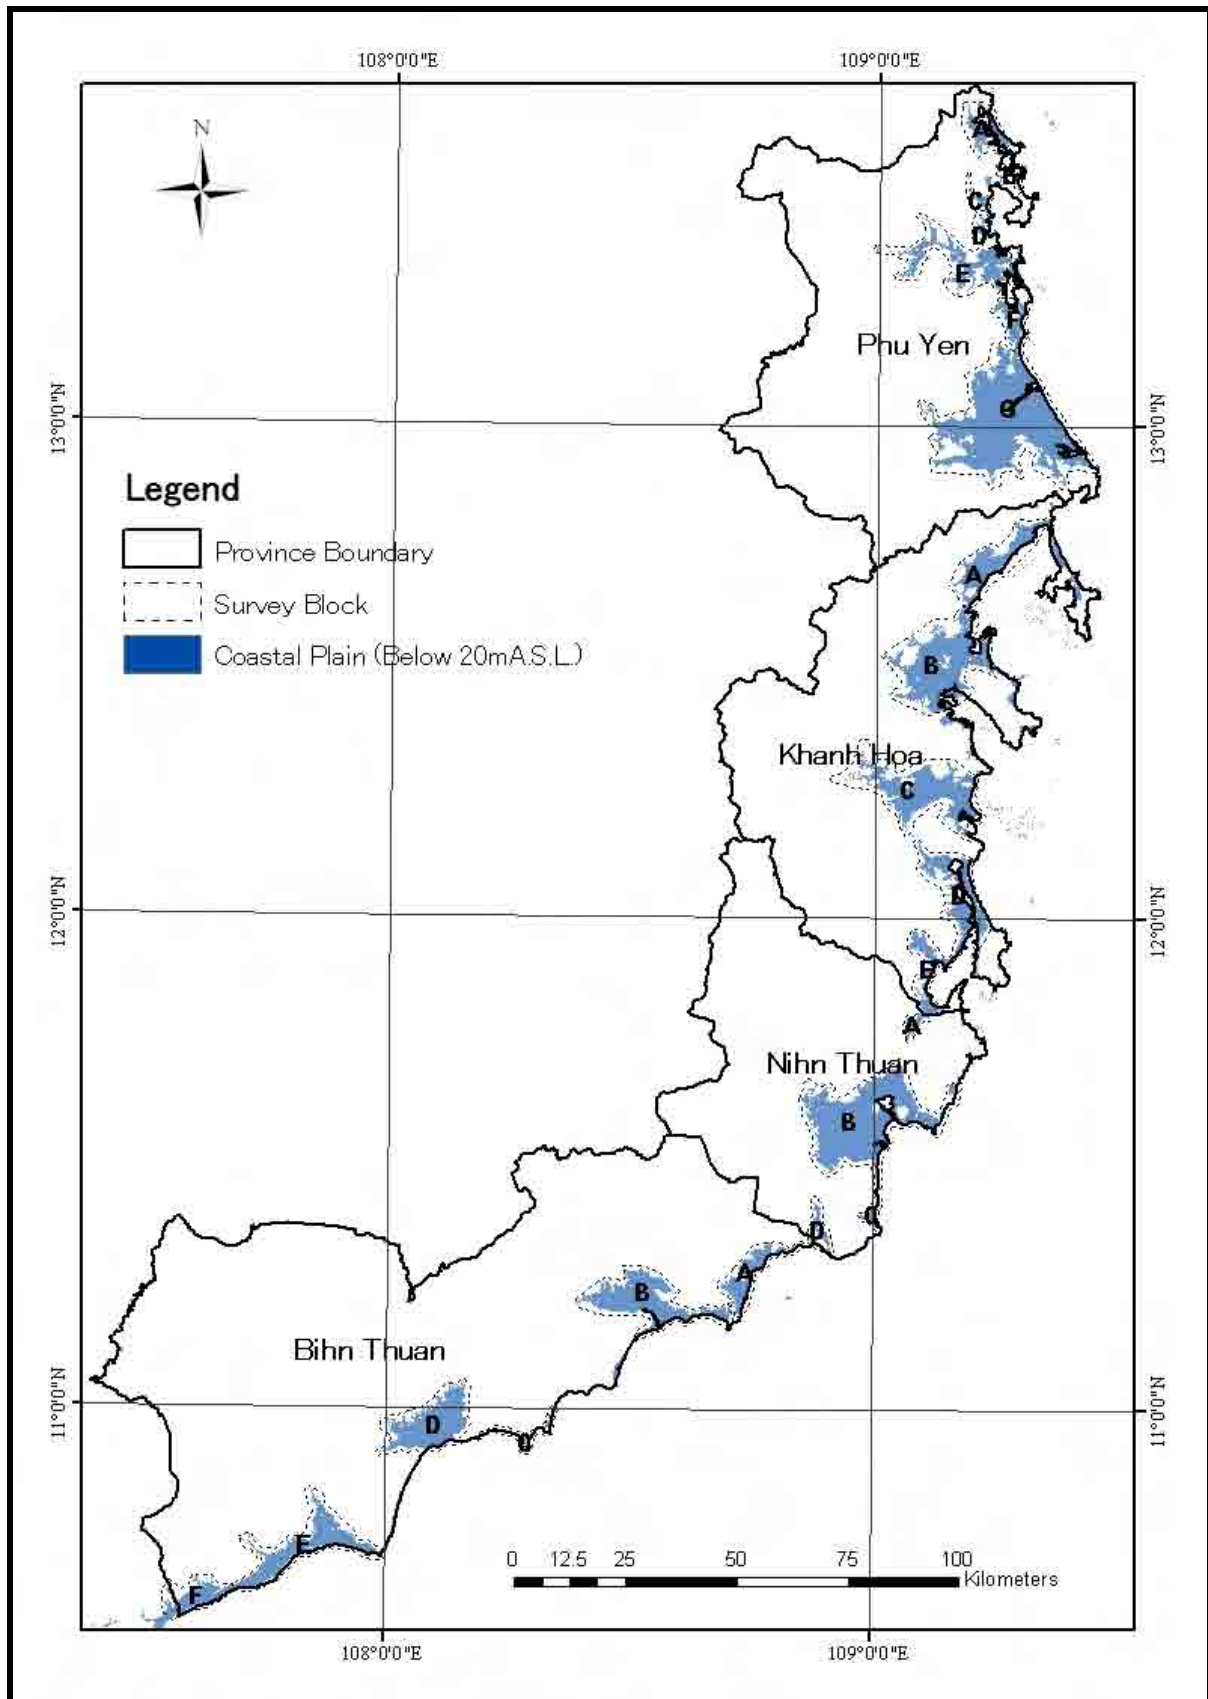 108°0'0"E
109°0'0"E
N
A
B
C
D
E
F
Phu Yen
G
13°0'0"N
13°0'0"N
Legend
Province Boundary
Survey Block
Coastal Plain (Below 20mA.S.L.)
A
B
Khanh Hoa
C
D
12°0'0"N
12°0'0"N
E
A
Nihn Thuan
B
C
D
A
B
Bihn Thuan
11°0'0"N
11°0'0"N
D
C
E
F
0 12.5 25 50 75 100
Kilometers
108°0'0"E
109°0'0"E